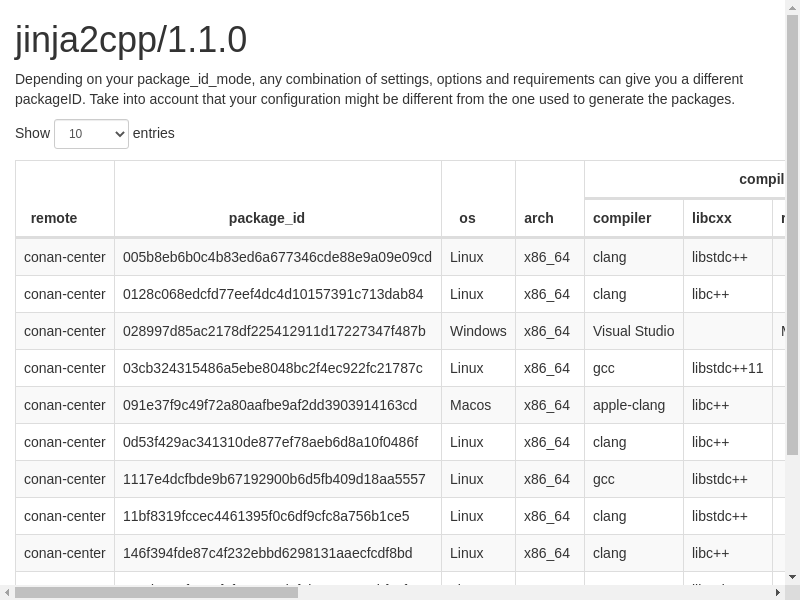 jinja2cpp/1.1.0
Depending on your package_id_mode, any combination of settings, options and requirements can give you a different
packageID. Take into account that your configuration might be different from the one used to generate the packages.
Show 10 entries
compil
remote package_id os arch compiler libcxx
conan-center 005b8eb6b0c4b83ed6a677346cde88e9a09e09cd Linux x86_64 clang libstdc++
conan-center 0128c068edcfd77eef4dc4d10157391c713dab84 Linux x86_64 clang libc++
conan-center 028997d85ac2178df225412911d17227347f487b Windows x86_64 Visual Studio
conan-center 03cb324315486a5ebe8048bc2f4ec922fc21787c Linux x86_64 gcc libstdc++11
conan-center 091e37f9c49f72a80aafbe9af2dd3903914163cd Macos x86_64 apple-clang libc++
conan-center 0d53f429ac341310de877ef78aeb6d8a10f0486f Linux x86_64 clang libc++
conan-center 1117e4dcfbde9b67192900b6d5fb409d18aa5557 Linux x86_64 gcc libstdc++
conan-center 11bf8319fccec4461395f0c6df9cfc8a756b1ce5 Linux x86_64 clang libstdc++
conan-center 146f394fde87c4f232ebbd6298131aaecfcdf8bd Linux x86_64 clang libc++